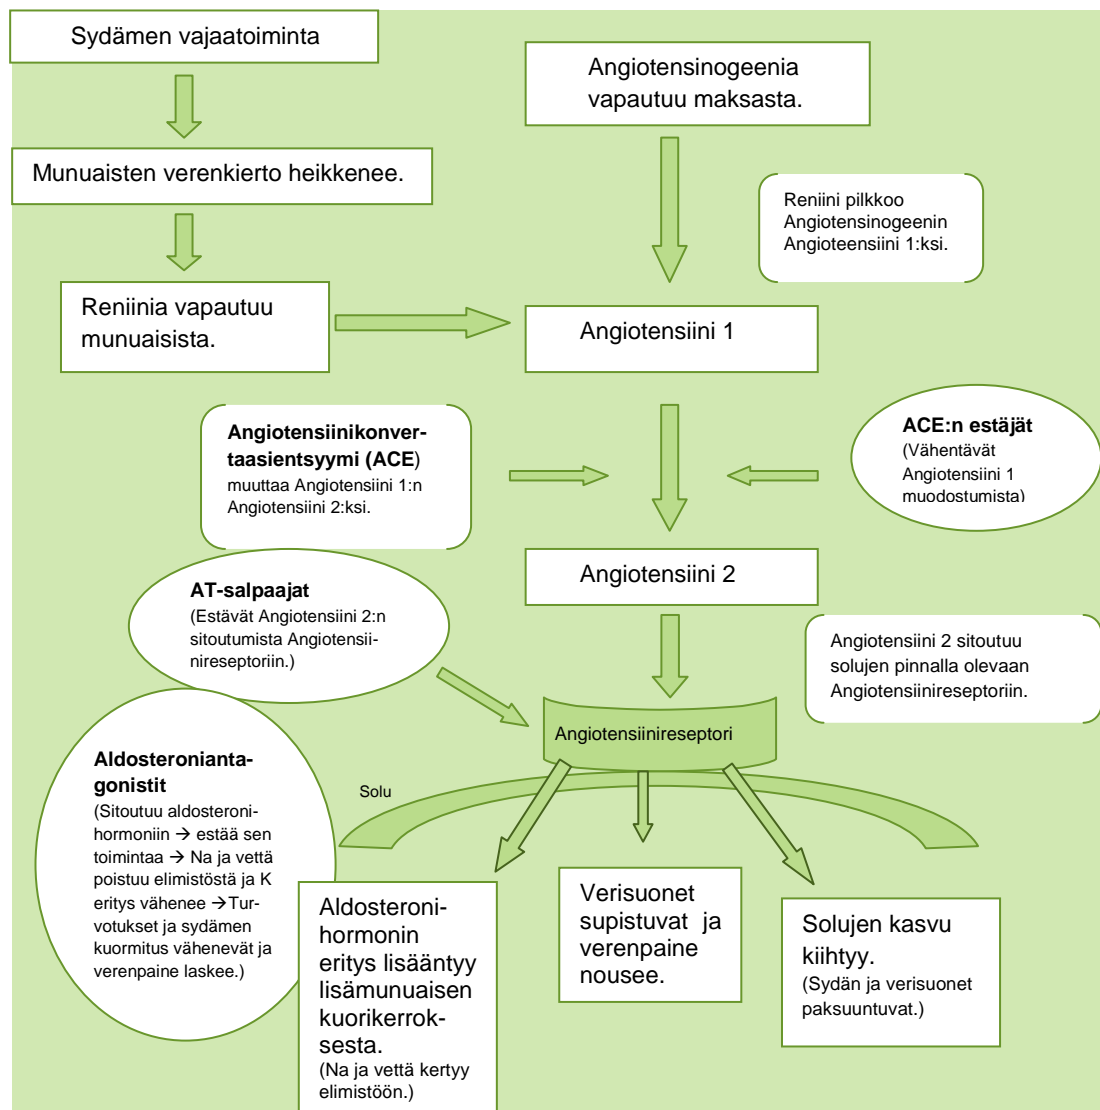 Sydämen vajaatoiminta
Angiotensinogeenia
vapautuu maksasta.
Munuaisten verenkierto heikkenee.
Reniini pilkkoo
Angiotensinogeenin
Angioteensiini 1:ksi.
Reniinia vapautuu
munuaisista.
Angiotensiini 1
Angiotensiinikonver-
taasientsyymi (ACE)
muuttaa Angiotensiini 1:n
Angiotensiini 2:ksi.
ACE:n estäjät
(Vähentävät
Angiotensiini 1
muodostumista)
Angiotensiini 2
AT-salpaajat
(Estävät Angiotensiini 2:n
sitoutumista Angiotensii-
nireseptoriin.)
Angiotensiini 2 sitoutuu
solujen pinnalla olevaan
Angiotensiinireseptoriin.
Angiotensiinireseptori
Solu
Aldosteronianta-
gonistit
(Sitoutuu aldosteroni-
hormoniin → estää sen
toimintaa → Na ja vettä
poistuu elimistöstä ja K
eritys vähenee →Tur-
votukset ja sydämen
kuormitus vähenevät ja
verenpaine laskee.)
Aldosteroni-
hormonin
eritys lisääntyy
lisämunuaisen
kuorikerrok-
sesta.
(Na ja vettä kertyy
elimistöön.)
Verisuonet
supistuvat ja
verenpaine
nousee.
Solujen kasvu
kiihtyy.
(Sydän ja verisuonet
paksuuntuvat.)